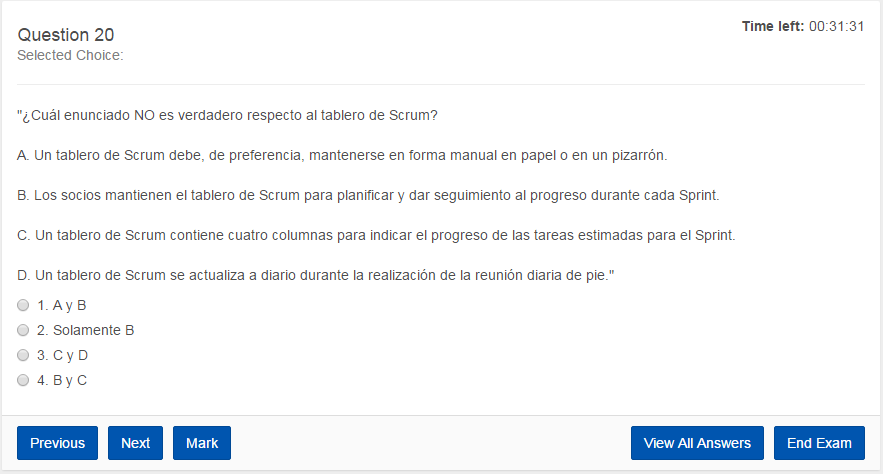 Question 20
Time left: 00:31:31
Selected Choice:
"¿Cuál enunciado NO es verdadero respecto al tablero de Scrum?
A. Un tablero de Scrum debe, de preferencia, mantenerse en forma manual en papel o en un pizarrón.
B. Los socios mantienen el tablero de Scrum para planificar y dar seguimiento al progreso durante cada Sprint.
C. Un tablero de Scrum contiene cuatro columnas para indicar el progreso de las tareas estimadas para el Sprint.
D. Un tablero de Scrum se actualiza a diario durante la realización de la reunión diaria de pie."
1. A y B
2. Solamente B
3. C y D
4. B y C
Previous Next Mark View All Answers End Exam